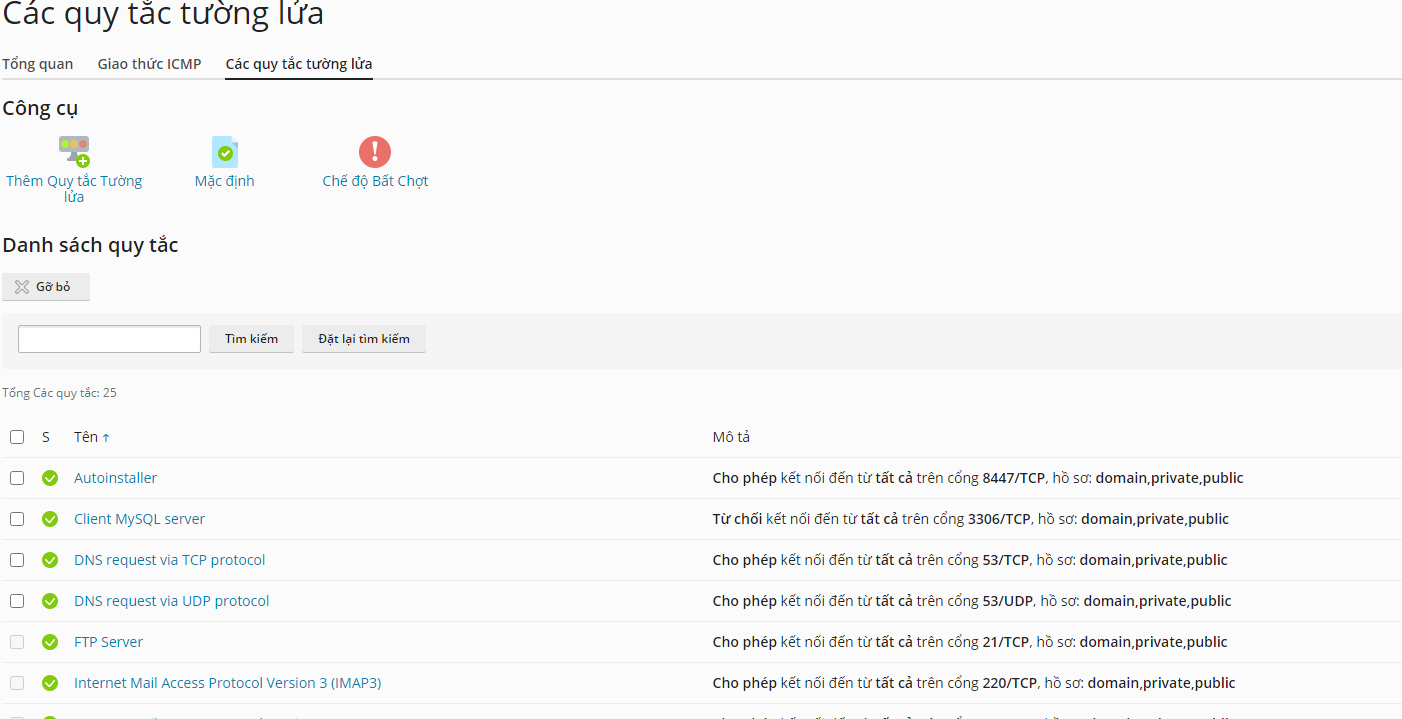 Các quy tắc tường lửa
Tổng quan Giao thức ICMP Các quy tắc tường lửa
Công cụ
Thêm Quy tắc Tường lửa
Mặc định
Chế độ Bất Chợt
Danh sách quy tắc
Gỡ bỏ
Tìm kiếm Đặt lại tìm kiếm
Tổng Các quy tắc: 25
S Tên ↑ Mô tả
Autoinstaller Cho phép kết nối đến từ tất cả trên cổng 8447/TCP, hồ sơ: domain,private,public
Client MySQL server Từ chối kết nối đến từ tất cả trên cổng 3306/TCP, hồ sơ: domain,private,public
DNS request via TCP protocol Cho phép kết nối đến từ tất cả trên cổng 53/TCP, hồ sơ: domain,private,public
DNS request via UDP protocol Cho phép kết nối đến từ tất cả trên cổng 53/UDP, hồ sơ: domain,private,public
FTP Server Cho phép kết nối đến từ tất cả trên cổng 21/TCP, hồ sơ: domain,private,public
Internet Mail Access Protocol Version 3 (IMAP3) Cho phép kết nối đến từ tất cả trên cổng 220/TCP, hồ sơ: domain,private,public